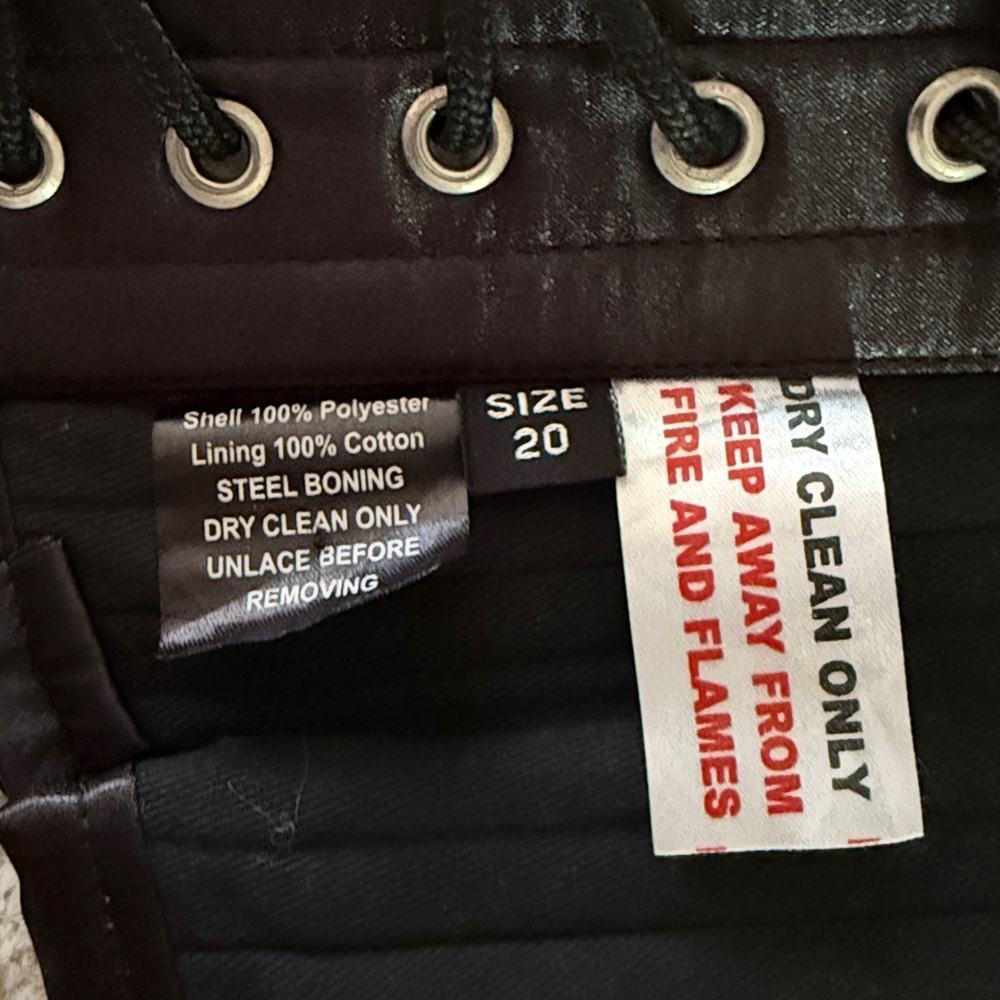 Shell 100% Polyester
Lining 100% Cotton
STEEL BONING
DRY CLEAN ONLY
UNLACE BEFORE
REMOVING
SIZE
20
DRY CLEAN ONLY
KEEP AWAY FROM
FIRE AND FLAMES